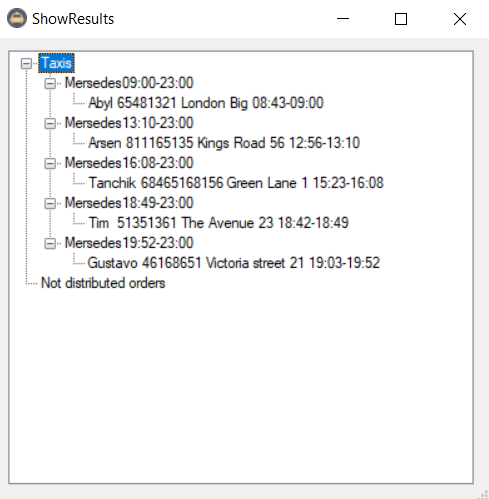 ShowResults
Taxis
Mersedes09:00-23:00
Abyl 65481321 London Big 08:43-09:00
Mersedes13:10-23:00
Arsen 811165135 Kings Road 56 12:56-13:10
Mersedes16:08-23:00
Tanchik 68465168156 Green Lane 1 15:23-16:08
Mersedes18:49-23:00
Tim  51351361 The Avenue 23 18:42-18:49
Mersedes19:52-23:00
Gustavo 46168651 Victoria street 21 19:03-19:52
Not distributed orders